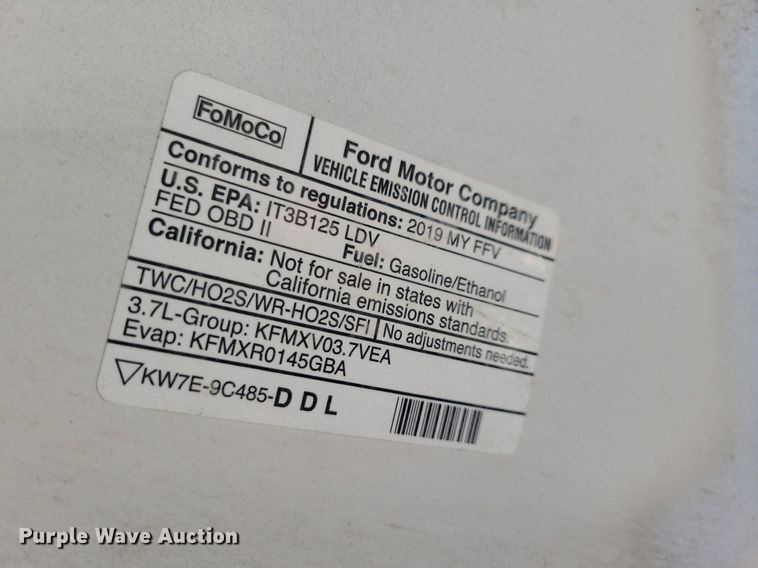 FoMoCo
Ford Motor Company
VEHICLE EMISSION CONTROL INFORMATION
Conforms to regulations: 2019 MY FFV
U.S. EPA: IT3B125 LDV
FED OBD II Fuel: Gasoline/Ethanol
California: Not for sale in states with
California emissions standards.
TWC/HO2S/WR-HO2S/SFI No adjustments needed.
3.7L-Group: KFMXV03.7VEA
Evap: KFMXR0145GBA
▽KW7E-9C485-DDL
Purple Wave Auction